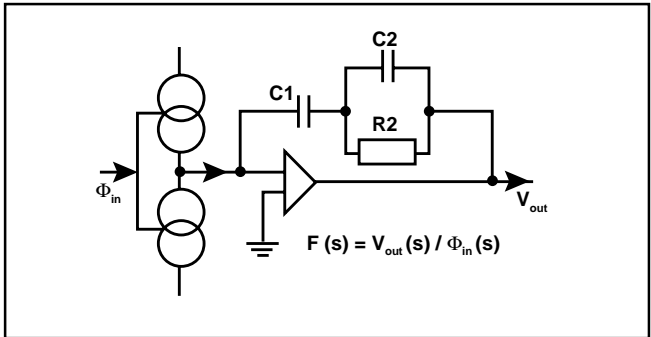 C2
C1
R2
Φin
Vout
F (s) = Vout (s) / Φin (s)